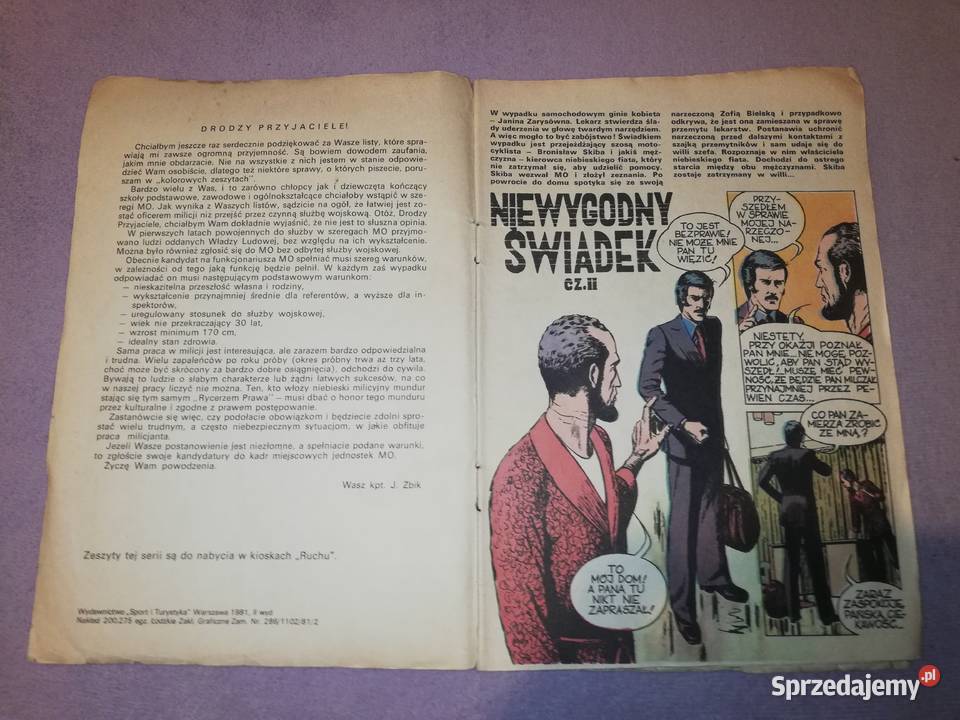 DRODZY PRZYJACIELE!
Chciałbym jeszcze raz serdecznie podziękować za Wasze listy, które spra-
wiają mi zawsze ogromną przyjemność. Są bowiem dowodem zaufania,
jakim mnie obdarzacie. Nie na wszystkie z nich jestem w stanie odpowie-
dzieć Wam osobiście, dlatego też niektóre sprawy, o których piszecie, poru-
szam w „kolorowych zeszytach".
Bardzo wielu z Was, i to zarówno chłopcy jak i dziewczęta kończący
szkoły podstawowe, zawodowe i ogólnokształcące chciałoby wstąpić w sze-
regi MO. Jak wynika z Waszych listów, sądzicie na ogół, że łatwiej jest zo-
stać oficerem milicji niż przejść przez czynną służbę wojskową. Otóż, Drodzy
Przyjaciele, chciałbym Wam dokładnie wyjaśnić, że nie jest to słuszna opinia.
W pierwszych latach powojennych do służby w szeregach MO przyjmo-
wano ludzi oddanych Władzy Ludowej, bez względu na ich wykształcenie.
Można było również zgłosić się do MO bez odbytej służby wojskowej.
Obecnie kandydat na funkcjonariusza MO spełniać musi szereg warunków,
w zależności od tego jaką funkcję będzie pełnił. W każdym zaś wypadku
odpowiadać on musi następującym podstawowym warunkom:
– nieskazitelna przeszłość własna i rodziny,
– wykształcenie przynajmniej średnie dla referentów, a wyższe dla in-
spektorów,
– uregulowany stosunek do służby wojskowej,
– wiek nie przekraczający 30 lat,
– wzrost minimum 170 cm,
– idealny stan zdrowia.
Sama praca w milicji jest interesująca, ale zarazem bardzo odpowiedzialna
i trudna. Wielu zapaleńców po roku próby (okres próbny trwa aż trzy lata,
choć może być skrócony za bardzo dobre osiągnięcia), odchodzi do cywila.
Bywają to ludzie o słabym charakterze lub żądni łatwych sukcesów, na co
w naszej pracy liczyć nie można. Ten, kto włoży niebieski milicyjny mundur
stając się tym samym „Rycerzem Prawa" – musi dbać o honor tego munduru
przez kulturalne i zgodne z prawem postępowanie.
Zastanówcie się więc, czy podołacie obowiązkom i będziecie zdolni spro-
stać wielu trudnym, a często niebezpiecznym sytuacjom, w jakie obfituje
praca milicjanta.
Jeżeli Wasze postanowienie jest niezłomne, a spełniacie podane warunki,
to zgłoście swoje kandydatury do kadr miejscowych jednostek MO.
Życzę Wam powodzenia.
Wasz kpt. J. Żbik
Zeszyty tej serii są do nabycia w kioskach „Ruchu".
Wydawnictwo „Sport i Turystyka" Warszawa 1981, II wyd
Nakład 200.275 egz. Łódzkie Zakł. Graficzne Zam. Nr. 286/1102/81/2
W wypadku samochodowym ginie kobieta
– Janina Zarysówna. Lekarz stwierdza śla-
dy uderzenia w głowę twardym narzędziem.
A więc mogło to być zabójstwo! Świadkiem
wypadku jest przejeżdżający szosą moto-
cyklista – Bronisław Skiba i jakiś męż-
czyzna – kierowca niebieskiego fiata, który
nie zatrzymał się, aby udzielić pomocy.
Skiba wezwał MO i złożył zeznania. Po
powrocie do domu spotyka się ze swoją
narzeczoną Zofią Bielską i przypadkowo
odkrywa, że jest ona zamieszana w sprawę
przemytu lekarstw. Postanawia uchronić
narzeczoną przed dalszymi kontaktami z
szajką przemytników i sam udaje się do
willi szefa. Rozpoznaje w nim właściciela
niebieskiego fiata. Dochodzi do ostrego
starcia między obu mężczyznami. Skiba
zostaje zatrzymany w willi...
NIEWYGODNY
ŚWIADEK
cz.ii
TO JEST
BEZPRAWIE!
NIE MOŻE MNIE
PAN TU
WIĘZIĆ!
TO
MÓJ DOM!
A PANA TU
NIKT NIE
ZAPRASZAŁ!
PRZY-
SZEDŁEM
W SPRAWIE
MOJEJ NA-
RZECZO-
NEJ...
NIESTETY,
PRZY OKAZJI POZNAŁ
PAN MNIE... NIE MOGĘ, POZ-
WOLIĆ, ABY PAN STĄD WY-
SZEDŁ! MUSZĘ MIEĆ PEW-
NOŚĆ, ŻE BĘDZIE PAN MILCZAŁ
PRZYNAJMNIEJ PRZEZ PE-
WIEN CZAS...
CO PAN ZA-
MIERZA ZROBIĆ
ZE MNĄ?
ZARAZ
ZASPOKOJĘ
PAŃSKĄ CIE-
KAWOŚĆ...
Sprzedajemy.pl